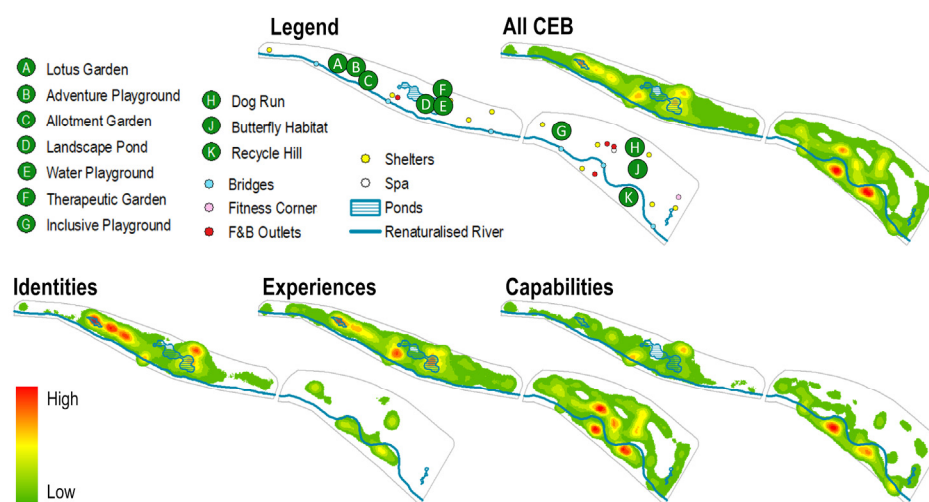 Legend
All CEB
A Lotus Garden
B Adventure Playground
C Allotment Garden
D Landscape Pond
E Water Playground
F Therapeutic Garden
G Inclusive Playground
H Dog Run
J Butterfly Habitat
K Recycle Hill
Bridges
Fitness Corner
F&B Outlets
Shelters
Spa
Ponds
Renaturalised River
A
B
C
D
E
F
G
H
J
K
Identities
Experiences
Capabilities
High
Low